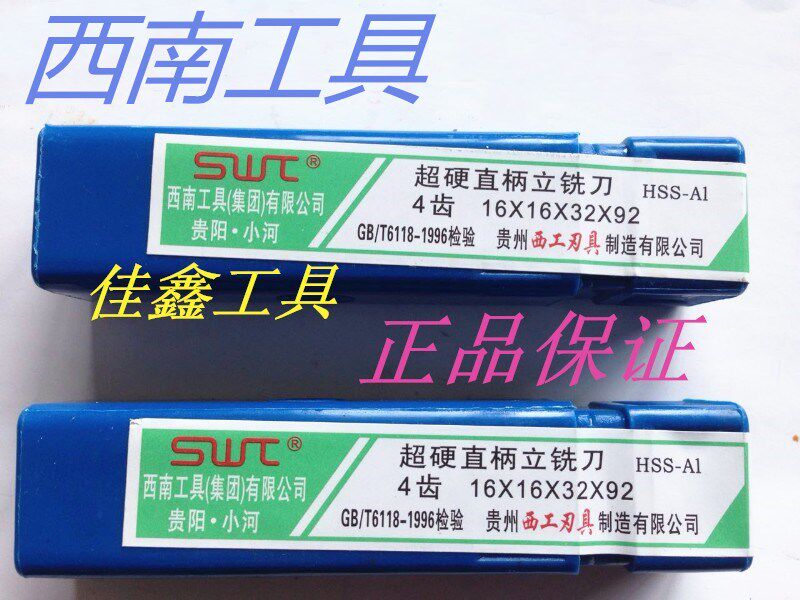 西南工具
SWT®
西南工具(集团)有限公司
贵阳·小河
超硬直柄立铣刀 HSS-Al
4齿 16X16X32X92
GB/T6118-1996检验 贵州西工刃具制造有限公司
佳鑫工具
正品保证
SWT®
西南工具(集团)有限公司
贵阳·小河
超硬直柄立铣刀 HSS-Al
4齿 16X16X32X92
GB/T6118-1996检验 贵州西工刃具制造有限公司